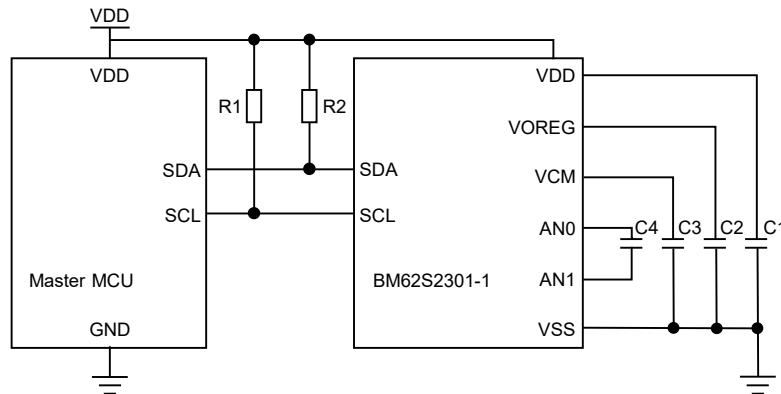 VDD
VDD
VDD
R1
R2
VOREG
SDA
SDA
VCM
SCL
SCL
AN0
C4
C3
C2
C1
Master MCU
BM62S2301-1
AN1
GND
VSS